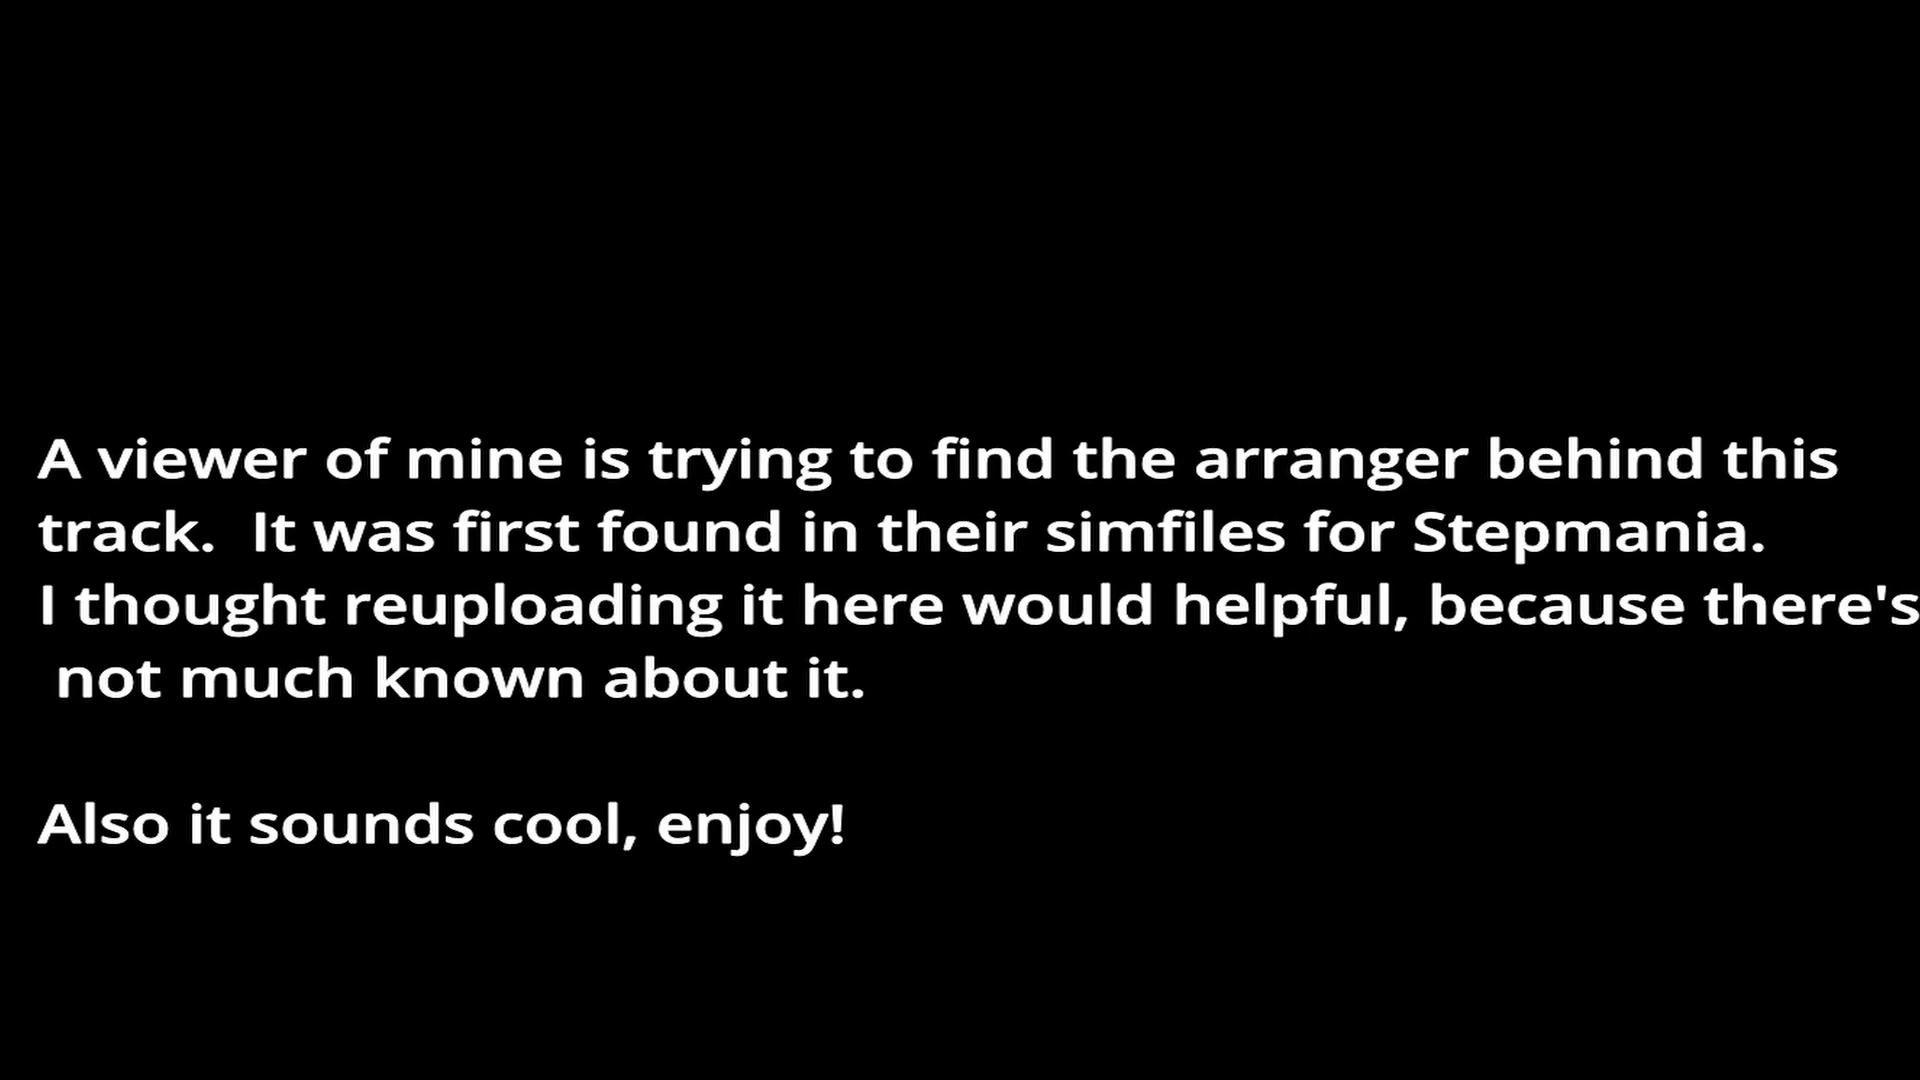 A viewer of mine is trying to find the arranger behind this
track.  It was first found in their simfiles for Stepmania.
I thought reuploading it here would helpful, because there's
not much known about it.
Also it sounds cool, enjoy!